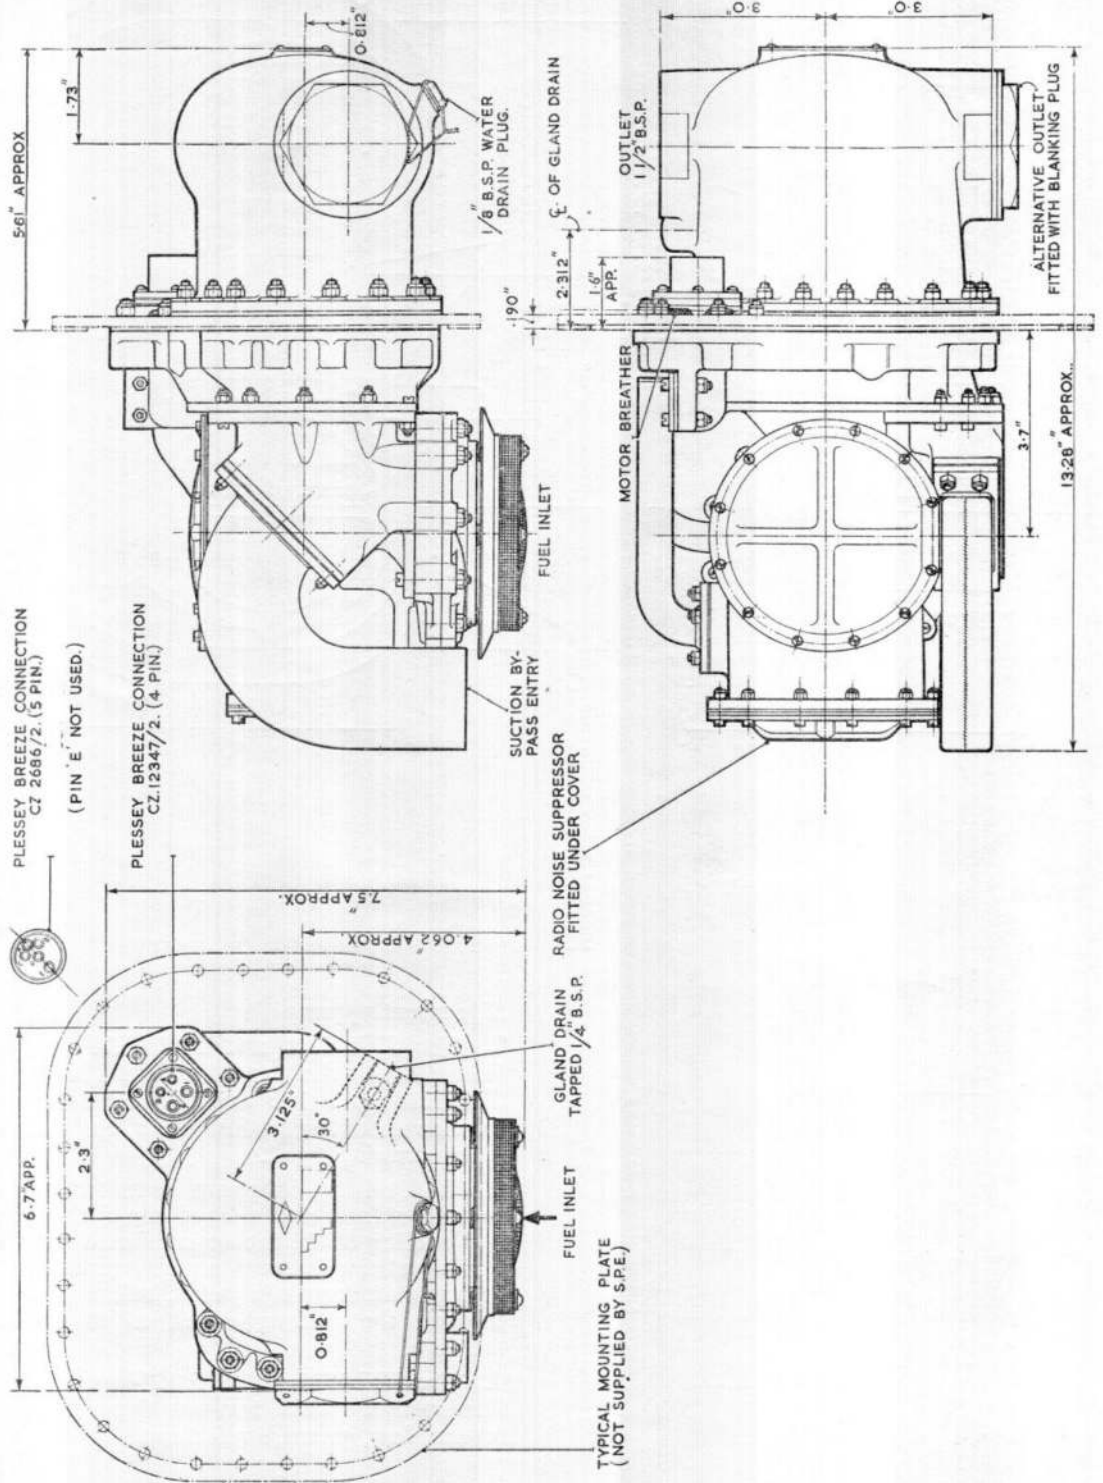 5·61" APPROX
1·73"
0·812"
1/8 B.S.P. WATER
DRAIN PLUG.
FUEL INLET
SUCTION BY-
PASS ENTRY
PLESSEY BREEZE CONNECTION
CZ 2686/2. (5 PIN.)
(PIN 'E' NOT USED.)
PLESSEY BREEZE CONNECTION
CZ.12347/2. (4 PIN.)
6·7" APP.
2·3"
7·5" APPROX.
4·062" APPROX.
3·125"
30°
0·812"
FUEL INLET
GLAND DRAIN
TAPPED 1/4" B.S.P.
TYPICAL MOUNTING PLATE
(NOT SUPPLIED BY S.P.E.)
RADIO NOISE SUPPRESSOR
FITTED UNDER COVER
MOTOR BREATHER
·190"
2·312"
1·6"
APP.
℄ OF GLAND DRAIN
OUTLET
1 1/2" B.S.P.
3·0"
3·0"
ALTERNATIVE OUTLET
FITTED WITH BLANKING PLUG
3·7"
13·28" APPROX.